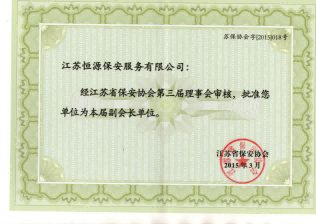 苏保协会字[2015]018号
江苏恒源保安服务有限公司：
经江苏省保安协会第三届理事会审核，批准您
单位为本届副会长单位。
江苏省保安协会
2015年3月